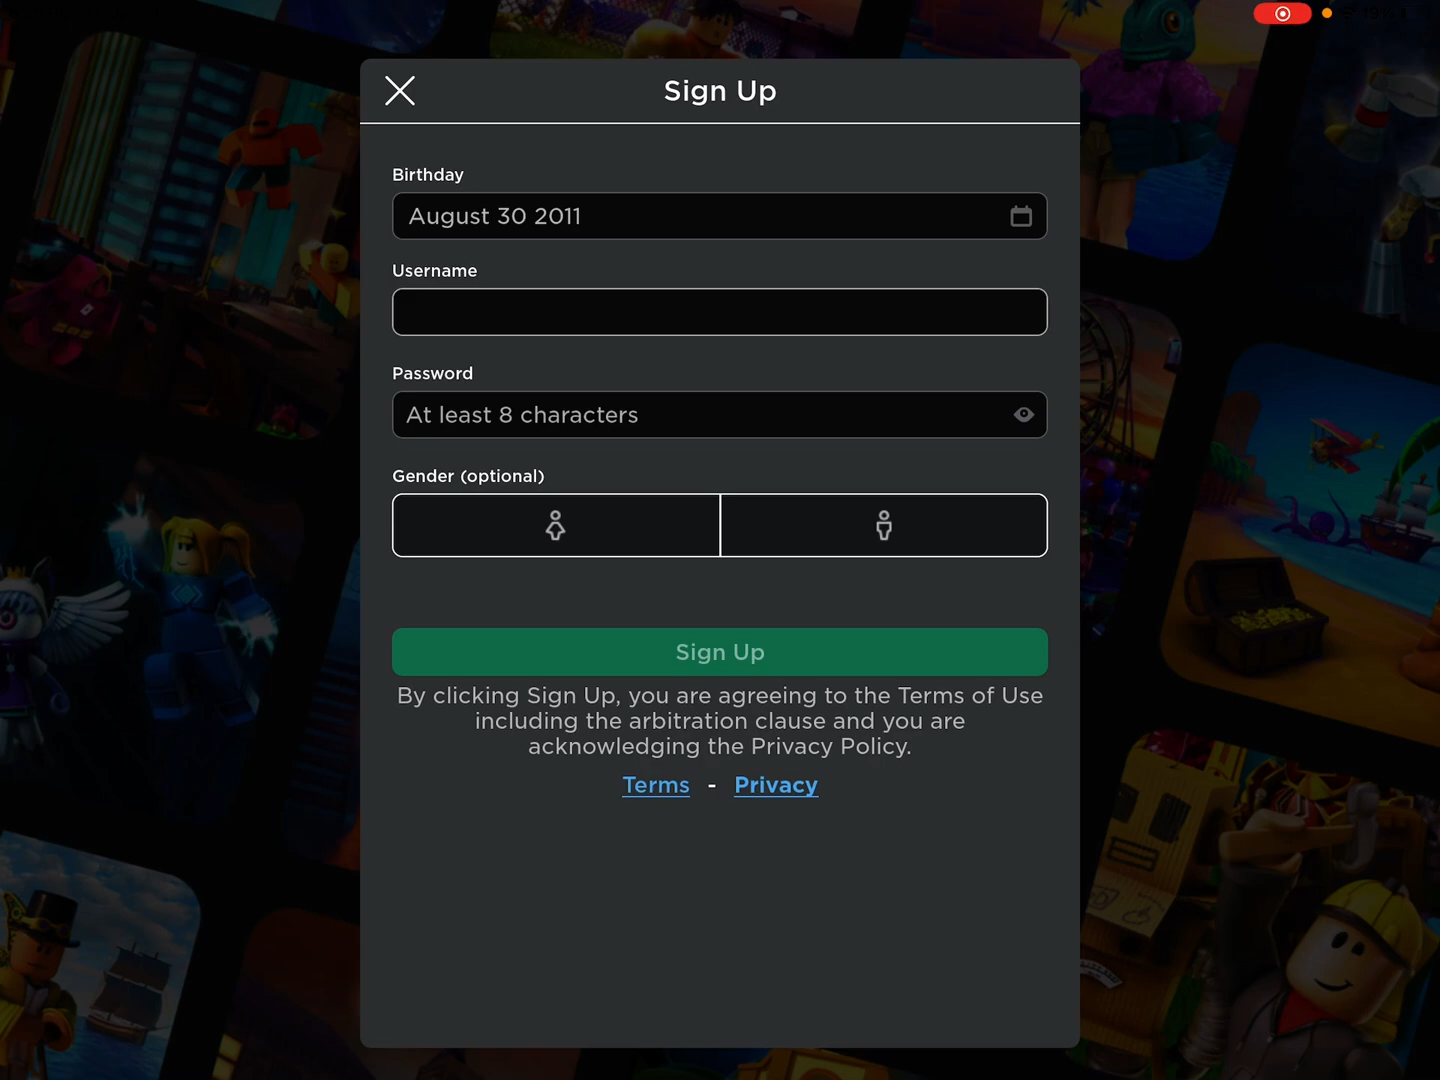 Sign Up
Birthday
August 30 2011
Username
Password
At least 8 characters
Gender (optional)
Sign Up
By clicking Sign Up, you are agreeing to the Terms of Use
including the arbitration clause and you are
acknowledging the Privacy Policy.
Terms - Privacy